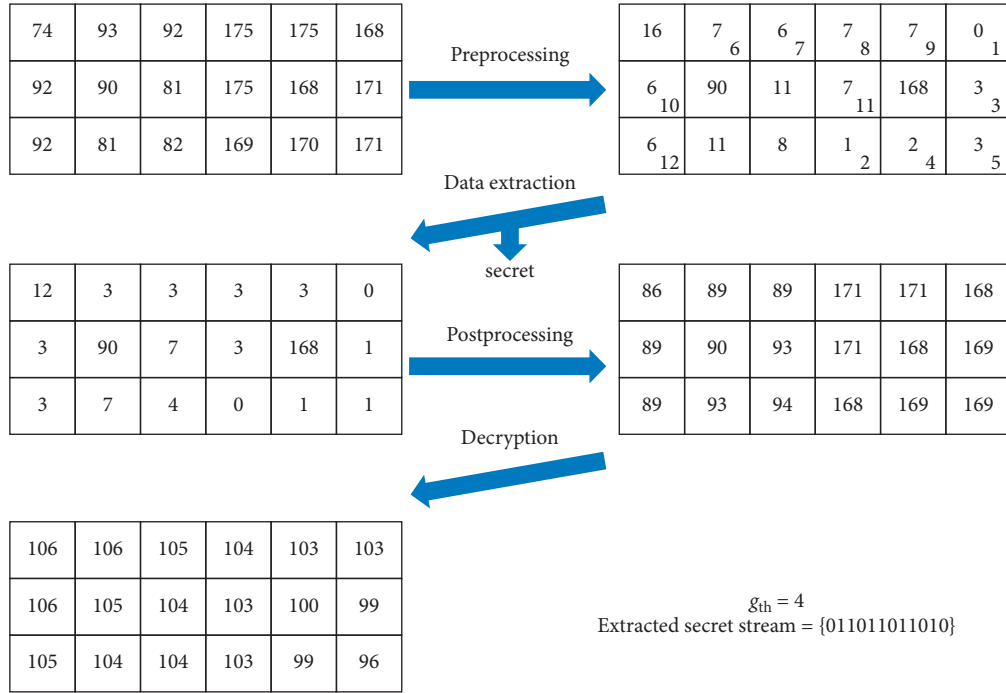 74 93 92 175 175 168
92 90 81 175 168 171
92 81 82 169 170 171
Preprocessing
16 7 6 6 7 7 8 7 9 0 1
6 10 90 11 7 11 168 3 3
6 12 11 8 1 2 2 4 3 5
Data extraction
secret
12 3 3 3 3 0
3 90 7 3 168 1
3 7 4 0 1 1
Postprocessing
86 89 89 171 171 168
89 90 93 171 168 169
89 93 94 168 169 169
Decryption
106 106 105 104 103 103
106 105 104 103 100 99
105 104 104 103 99 96
gth = 4
Extracted secret stream = {011011011010}